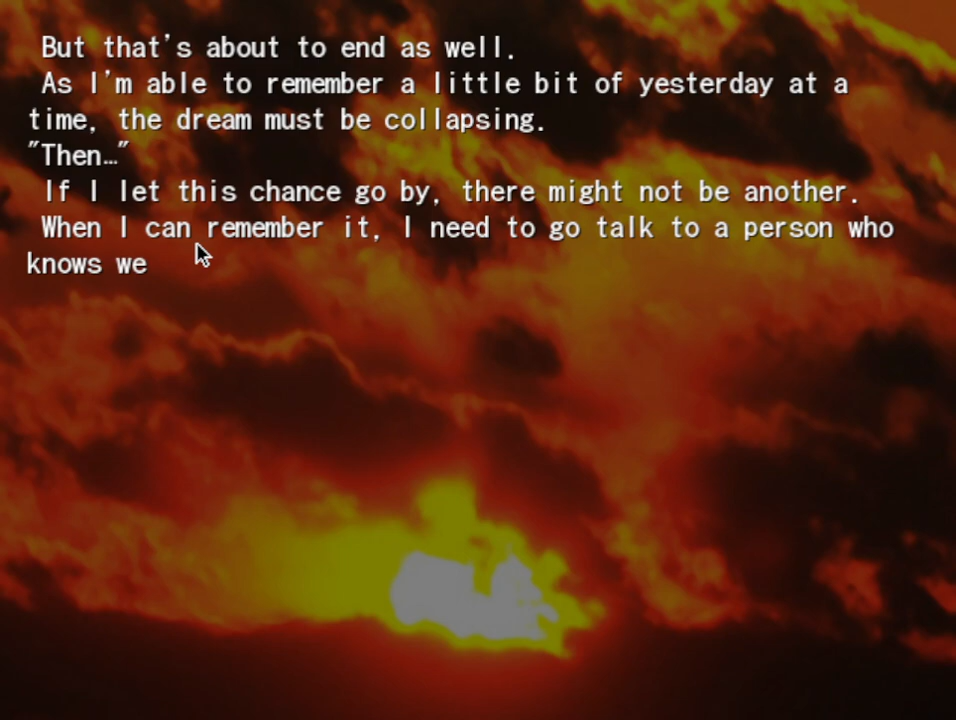 But that's about to end as well.
As I'm able to remember a little bit of yesterday at a
time, the dream must be collapsing.
"Then…"
If I let this chance go by, there might not be another.
When I can remember it, I need to go talk to a person who
knows we